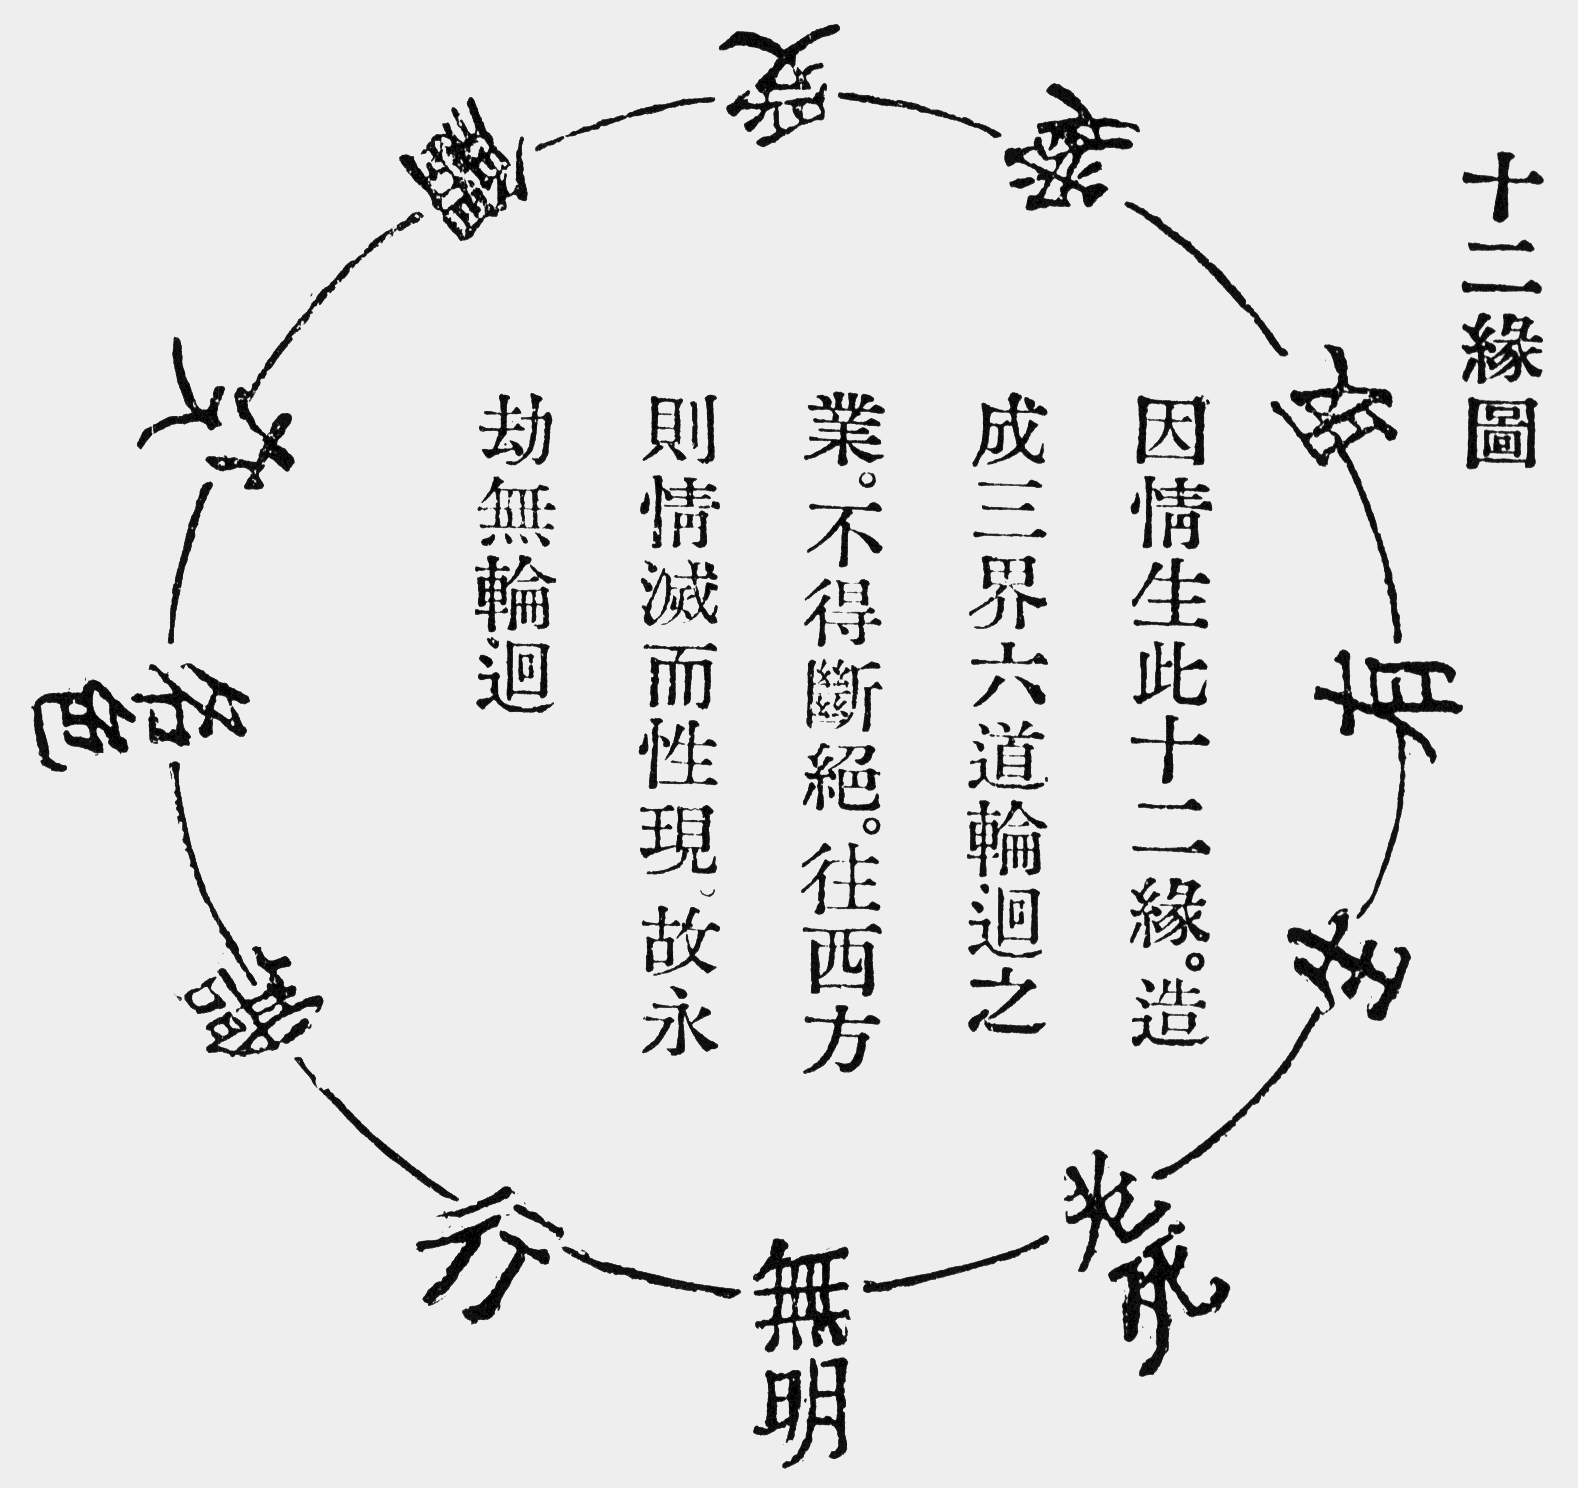 十二緣圖
因情生此十二緣。造
成三界六道輪迴之
業。不得斷絕。往西方
則情滅而性現。故永
劫無輪迴
無明
行
識
名色
六入
觸
受
愛
取
有
生
老死